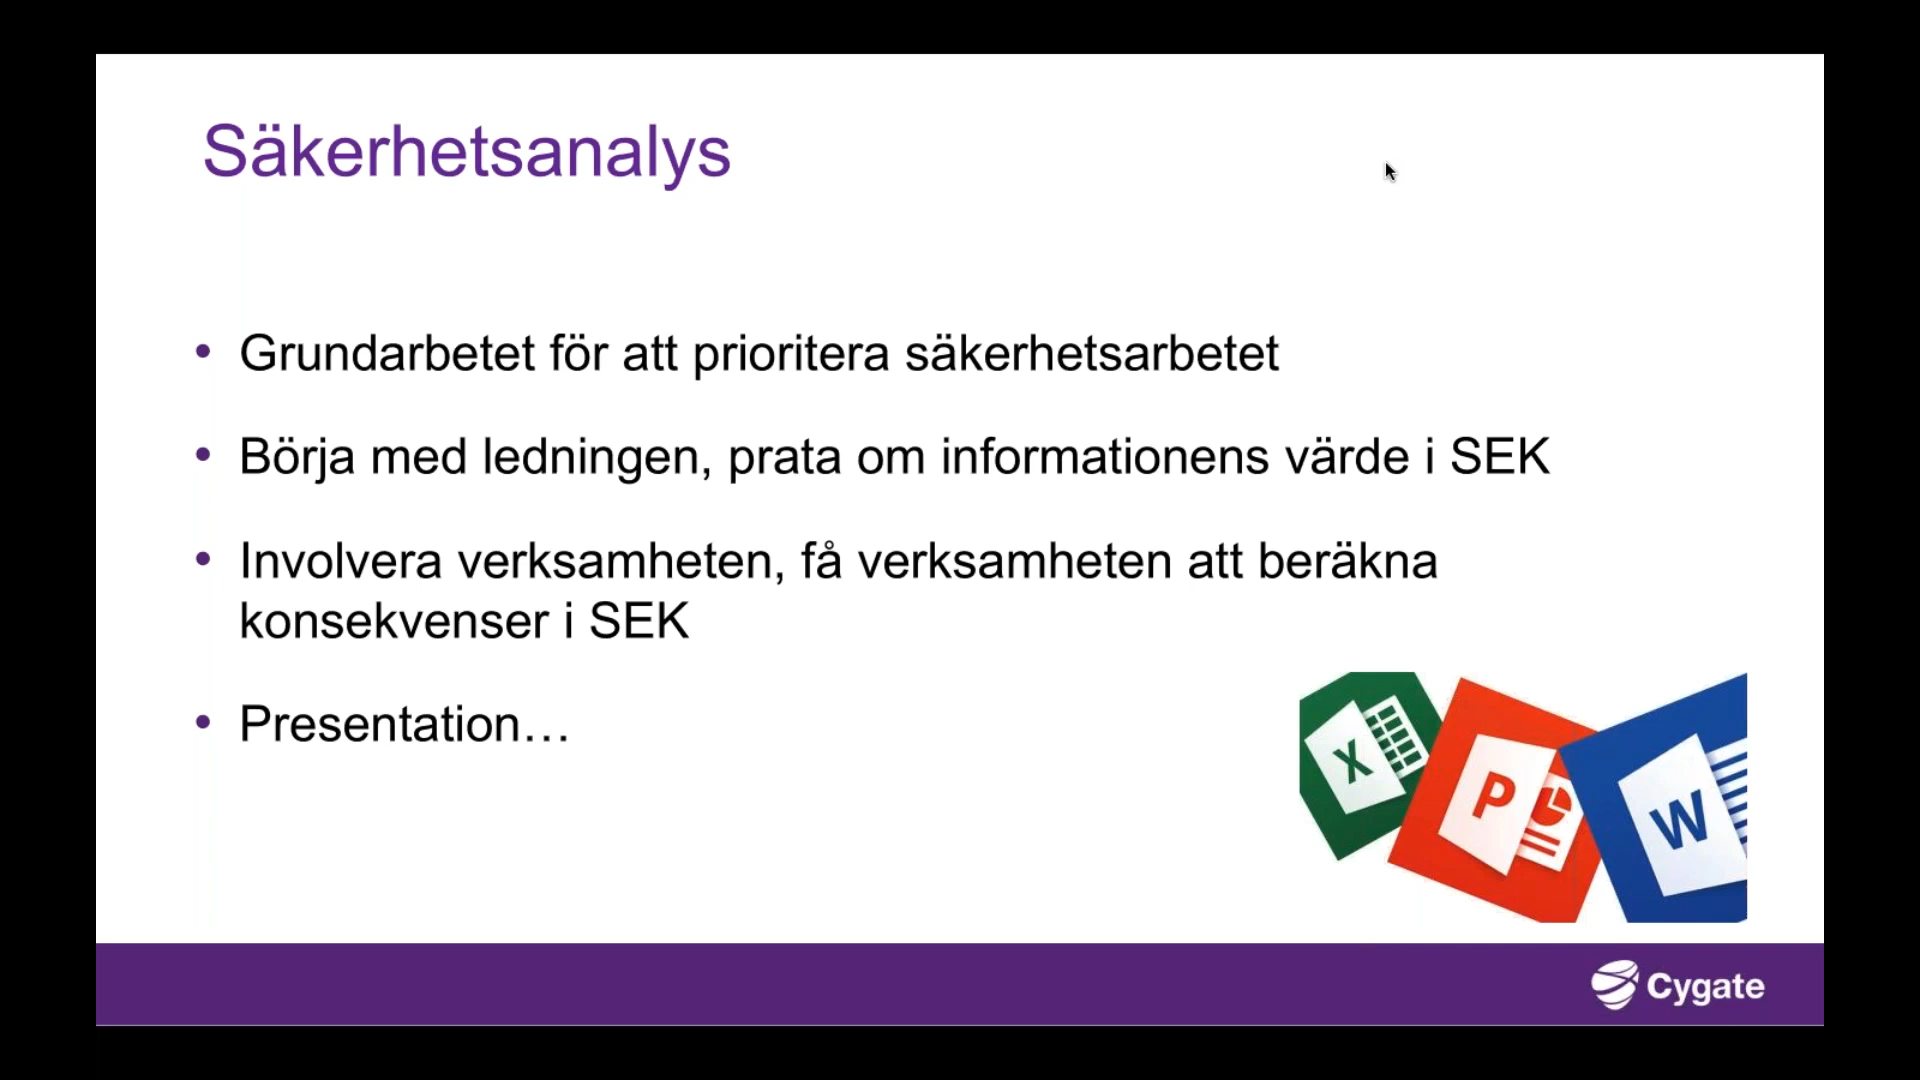 Säkerhetsanalys
• Grundarbetet för att prioritera säkerhetsarbetet
• Börja med ledningen, prata om informationens värde i SEK
• Involvera verksamheten, få verksamheten att beräkna
konsekvenser i SEK
• Presentation…
X
P
W
Cygate